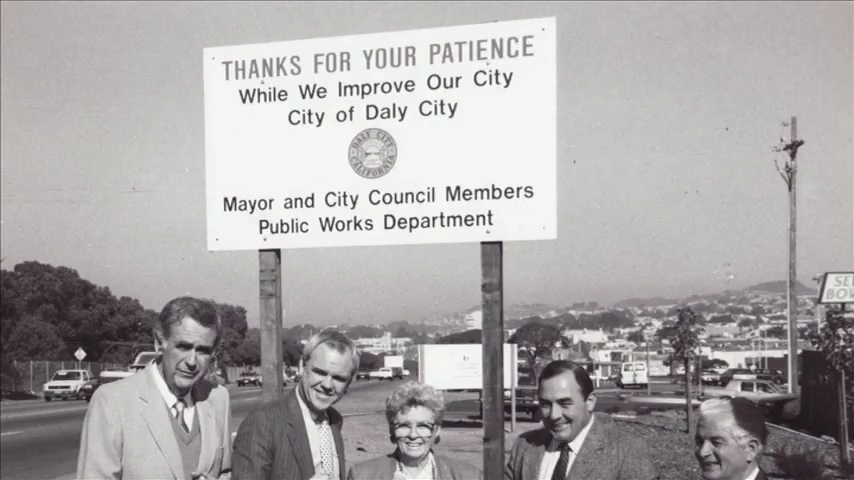 THANKS FOR YOUR PATIENCE
While We Improve Our City
City of Daly City
DALY CITY
CALIFORNIA
Mayor and City Council Members
Public Works Department